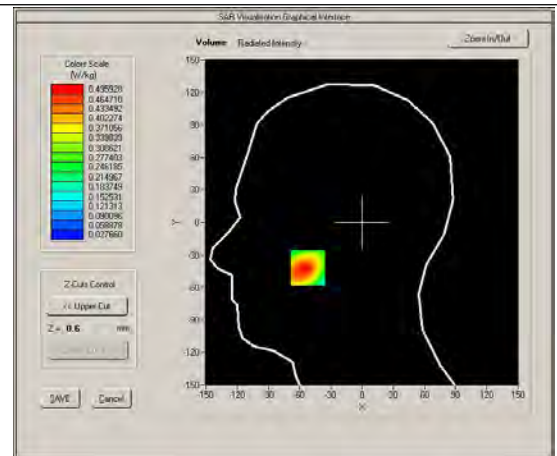 SAR Visualisation Graphical Interface
Volume Radiated Intensity
Zoom In/Out
Colour Scale
(W/kg)
0.495928
0.464710
0.433492
0.402274
0.371056
0.339839
0.308621
0.277403
0.246185
0.214967
0.183749
0.152531
0.121313
0.090096
0.058878
0.027660
150
120
90
60
30
0
-30
-60
-90
-120
-150
Y
-150 -120 -90 -60 -30 0 30 60 90 120 150
X
Z-Cuts Control
<< Upper Cut
Z = 0.6 mm
SAVE
Cancel